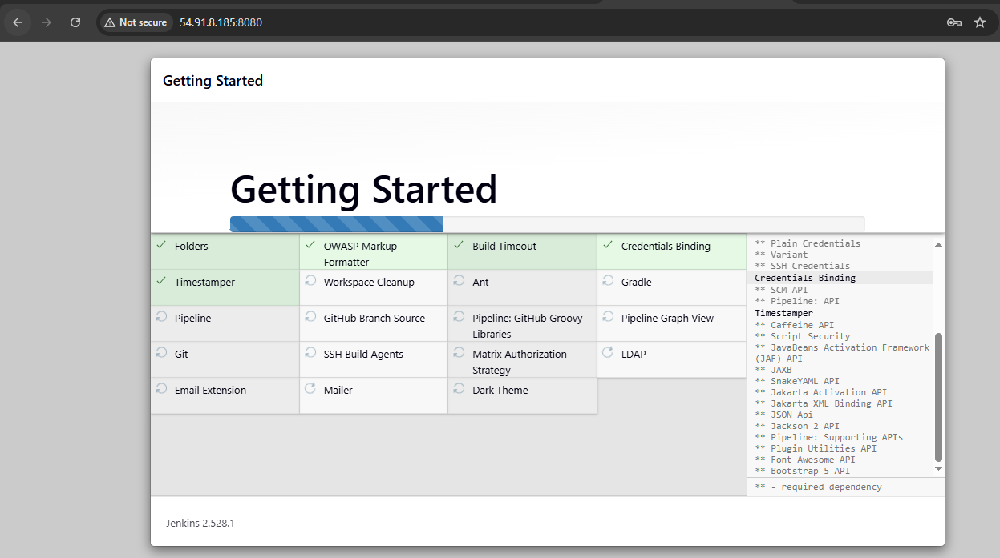 Not secure
54.91.8.185:8080
Getting Started
Getting Started
Folders
OWASP Markup
Formatter
Build Timeout
Credentials Binding
Timestamper
Workspace Cleanup
Ant
Gradle
Pipeline
GitHub Branch Source
Pipeline: GitHub Groovy
Libraries
Pipeline Graph View
Git
SSH Build Agents
Matrix Authorization
Strategy
LDAP
Email Extension
Mailer
Dark Theme
** Plain Credentials
** Variant
** SSH Credentials
Credentials Binding
** SCM API
** Pipeline: API
Timestamper
** Caffeine API
** Script Security
** JavaBeans Activation Framework
(JAF) API
** JAXB
** SnakeYAML API
** Jakarta Activation API
** Jakarta XML Binding API
** JSON Api
** Jackson 2 API
** Pipeline: Supporting APIs
** Plugin Utilities API
** Font Awesome API
** Bootstrap 5 API
** - required dependency
Jenkins 2.528.1